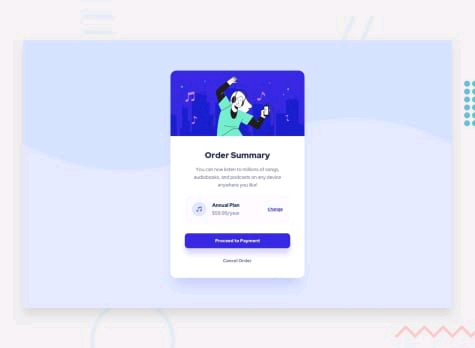 Order Summary
You can now listen to millions of songs,
audiobooks, and podcasts on any device
anywhere you like!
Annual Plan
$59.99/year
Change
Proceed to Payment
Cancel Order